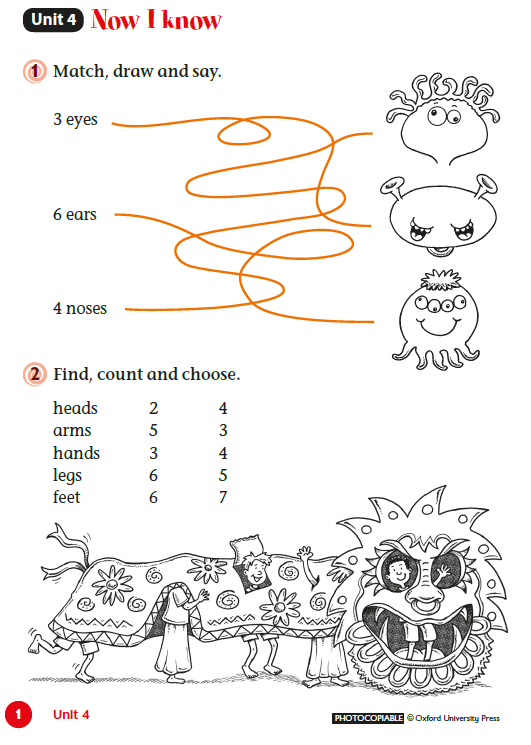 Unit 4 Now I know
1 Match, draw and say.
3 eyes
6 ears
4 noses
2 Find, count and choose.
heads 2 4
arms 5 3
hands 3 4
legs 6 5
feet 6 7
1 Unit 4 PHOTOCOPIABLE © Oxford University Press